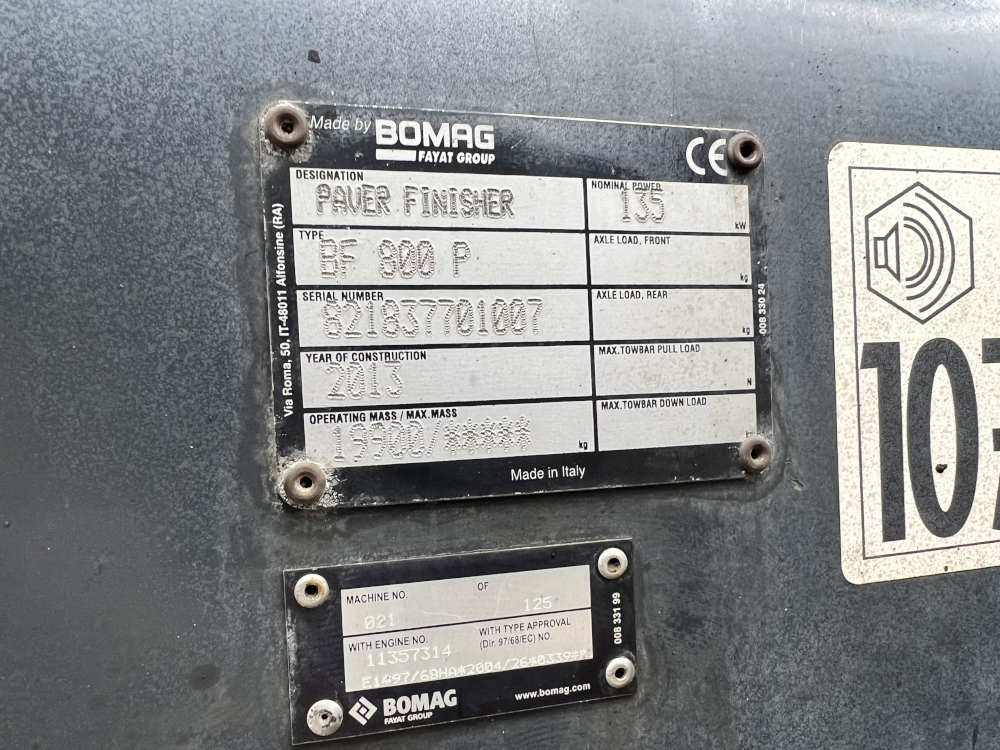 Made by BOMAG
FAYAT GROUP
CE
DESIGNATION
PAVER FINISHER
NOMINAL POWER
135
kW
TYPE
BF 800 P
AXLE LOAD, FRONT
kg
SERIAL NUMBER
821837701007
AXLE LOAD, REAR
kg
YEAR OF CONSTRUCTION
2013
MAX.TOWBAR PULL LOAD
N
OPERATING MASS / MAX.MASS
19900/*****
kg
MAX.TOWBAR DOWN LOAD
Made in Italy
Via Roma, 50, IT-48011 Alfonsine (RA)
008 330 24
107
MACHINE NO. OF
021 125
WITH ENGINE NO.
11357314
WITH TYPE APPROVAL
(Dir. 97/68/EC) NO.
BOMAG
FAYAT GROUP
www.bomag.com
008 331 99